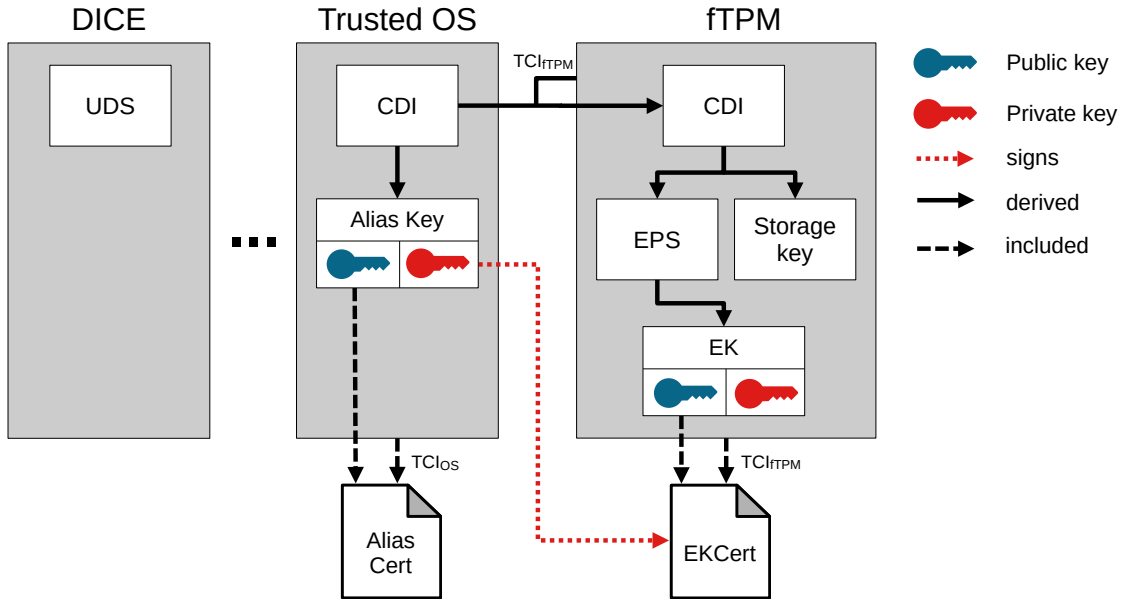 DICE
Trusted OS
fTPM
UDS
CDI
TCIfTPM
CDI
Public key
Private key
signs
derived
included
Alias Key
EPS
Storage
key
EK
TCIOS
TCIfTPM
Alias
Cert
EKCert